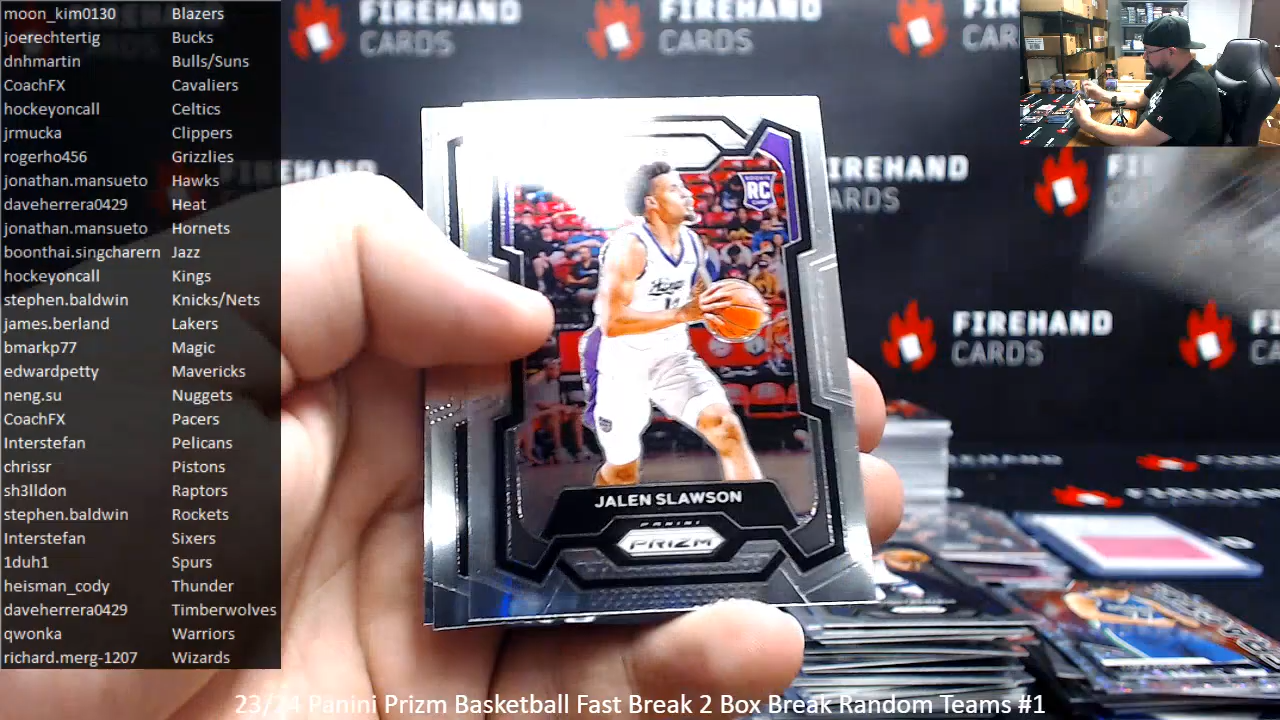 moon_kim0130 Blazers
joerechtertig Bucks
dnhmartin Bulls/Suns
CoachFX Cavaliers
hockeyoncall Celtics
jrmucka Clippers
rogerho456 Grizzlies
jonathan.mansueto Hawks
daveherrera0429 Heat
jonathan.mansueto Hornets
boonthai.singcharern Jazz
hockeyoncall Kings
stephen.baldwin Knicks/Nets
james.berland Lakers
bmarkp77 Magic
edwardpetty Mavericks
neng.su Nuggets
CoachFX Pacers
Interstefan Pelicans
chrissr Pistons
sh3lldon Raptors
stephen.baldwin Rockets
Interstefan Sixers
1duh1 Spurs
heisman_cody Thunder
daveherrera0429 Timberwolves
qwonka Warriors
richard.merg-1207 Wizards
FIREHAND
CARDS
FIREHAND
CARDS
FIREHAND
CARDS
RC
JALEN SLAWSON
PANINI
PRIZM
23/24 Panini Prizm Basketball Fast Break 2 Box Break Random Teams #1